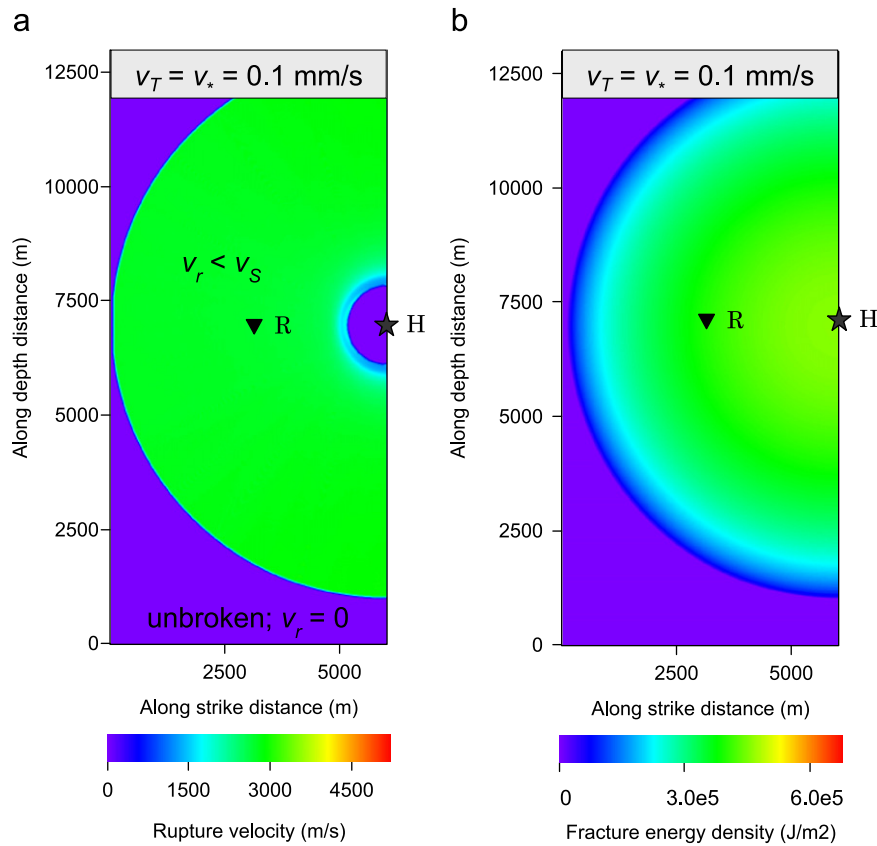 a
v_T = v_* = 0.1 mm/s
12500
10000
7500
5000
2500
0
Along depth distance (m)
v_r < v_S
R
H
unbroken; v_r = 0
2500
5000
Along strike distance (m)
0
1500
3000
4500
Rupture velocity (m/s)
b
v_T = v_* = 0.1 mm/s
12500
10000
7500
5000
2500
0
Along depth distance (m)
R
H
2500
5000
Along strike distance (m)
0
3.0e5
6.0e5
Fracture energy density (J/m2)